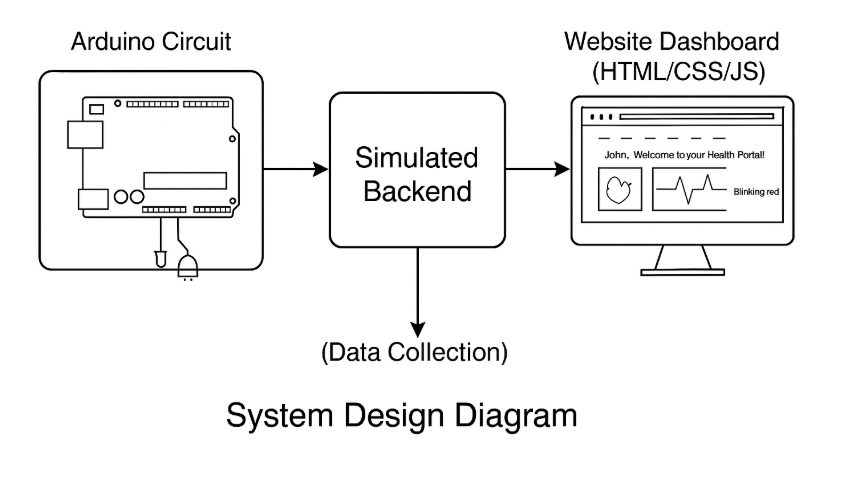 Arduino Circuit
Website Dashboard
(HTML/CSS/JS)
Simulated
Backend
John, Welcome to your Health Portal!
Blinking red
(Data Collection)
System Design Diagram